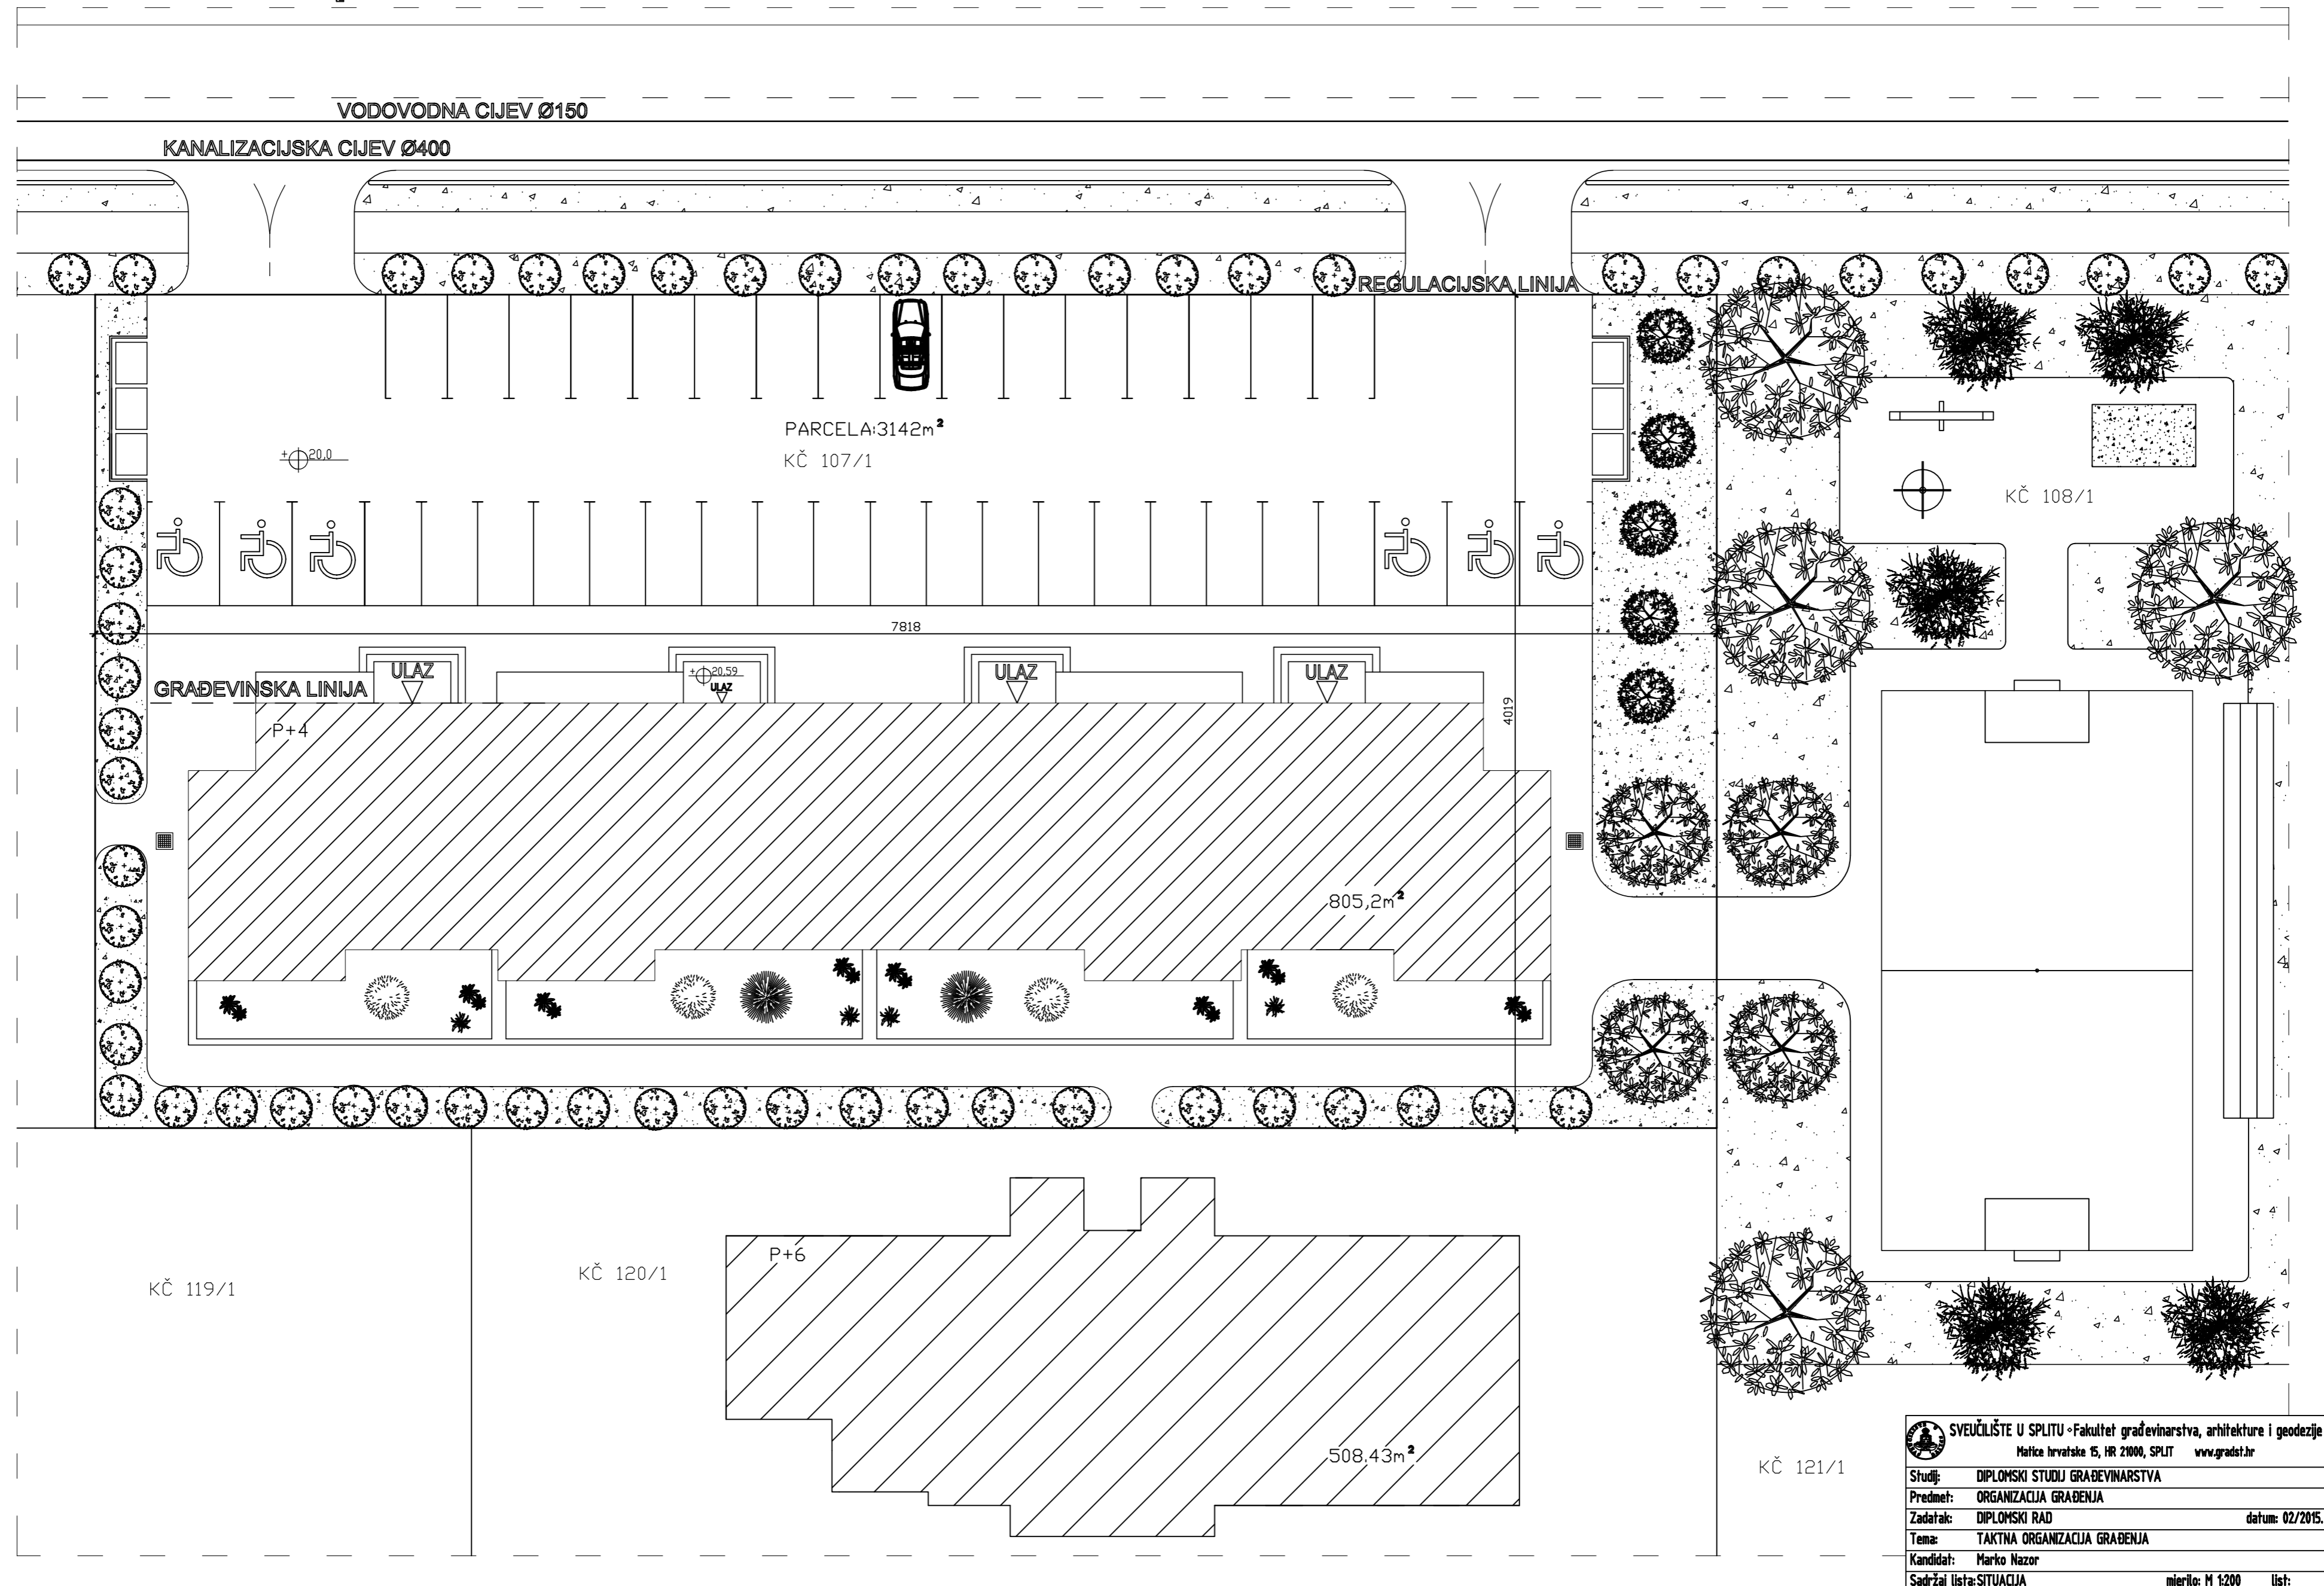 VODOVODNA CIJEV Ø150
KANALIZACIJSKA CIJEV Ø400
REGULACIJSKA LINIJA
PARCELA:3142m²
KČ 107/1
+20,0
KČ 108/1
7818
ULAZ
+20,59
ULAZ
ULAZ
ULAZ
GRAĐEVINSKA LINIJA
4019
P+4
805,2m²
P+6
KČ 120/1
KČ 119/1
508.43m²
KČ 121/1
SVEUČILIŠTE U SPLITU ∘ Fakultet građevinarstva, arhitekture i geodezije
Matice hrvatske 15, HR 21000, SPLIT www.gradst.hr
Studij: DIPLOMSKI STUDIJ GRAĐEVINARSTVA
Predmet: ORGANIZACIJA GRAĐENJA
Zadatak: DIPLOMSKI RAD datum: 02/2015.
Tema: TAKTNA ORGANIZACIJA GRAĐENJA
Kandidat: Marko Nazor
Sadržaj lista: SITUACIJA mjerilo: M 1:200 list: